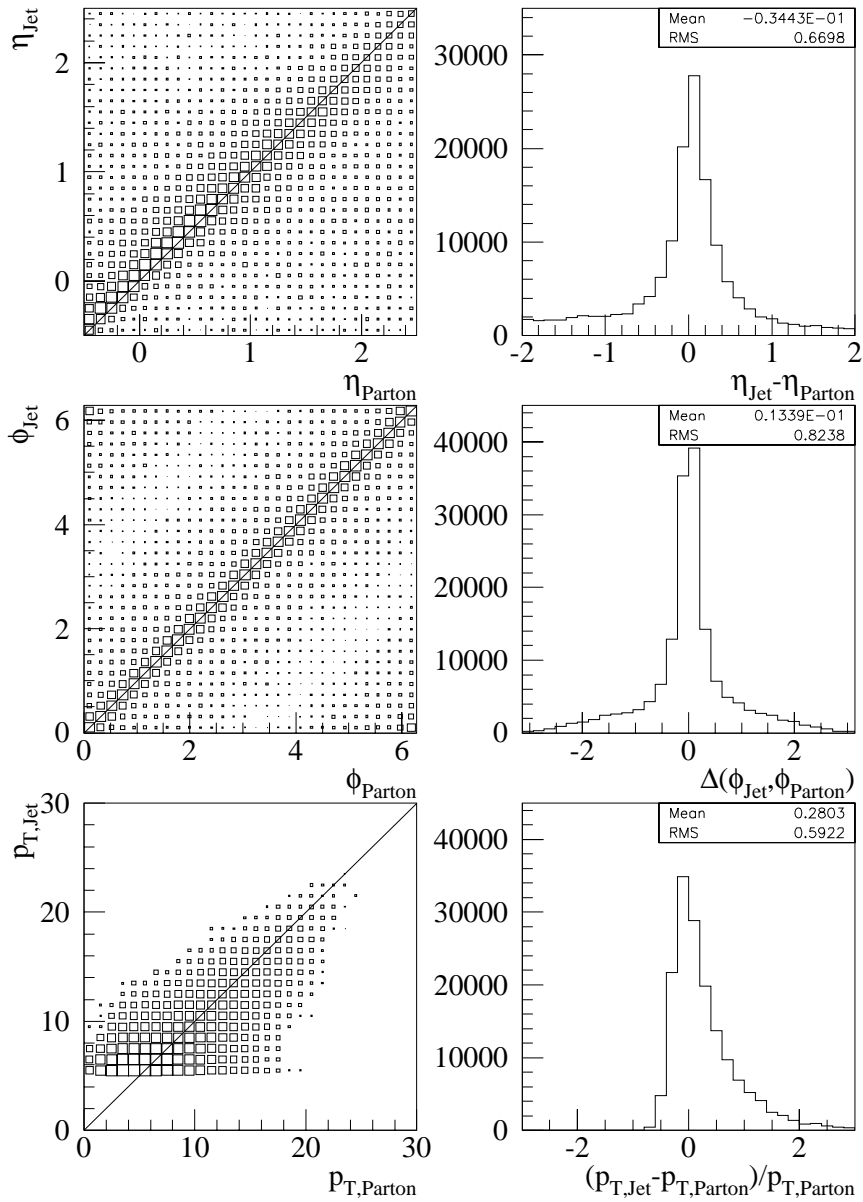 η_Jet
2
1
0
0 1 2
η_Parton
Mean −0.3443E−01
RMS 0.6698
30000
20000
10000
0
-2 -1 0 1 2
η_Jet-η_Parton
ϕ_Jet
6
4
2
0
0 2 4 6
ϕ_Parton
Mean 0.1339E−01
RMS 0.8238
40000
30000
20000
10000
0
-2 0 2
Δ(ϕ_Jet,ϕ_Parton)
p_T,Jet
30
20
10
0
0 10 20 30
p_T,Parton
Mean 0.2803
RMS 0.5922
40000
30000
20000
10000
0
-2 0 2
(p_T,Jet-p_T,Parton)/p_T,Parton